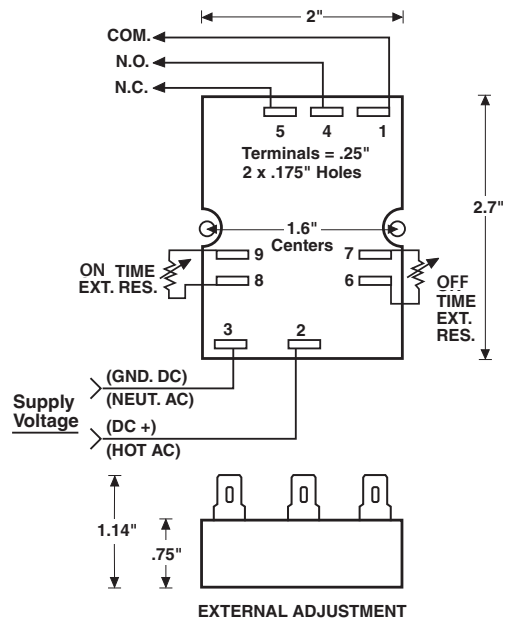 2"
COM.
N.O.
N.C.
5 4 1
Terminals = .25"
2 x .175" Holes
2.7"
1.6"
Centers
9 7
ON TIME
EXT. RES.
8 6
OFF
TIME
EXT.
RES.
3 2
(GND. DC)
(NEUT. AC)
Supply
Voltage
(DC +)
(HOT AC)
1.14"
.75"
EXTERNAL ADJUSTMENT